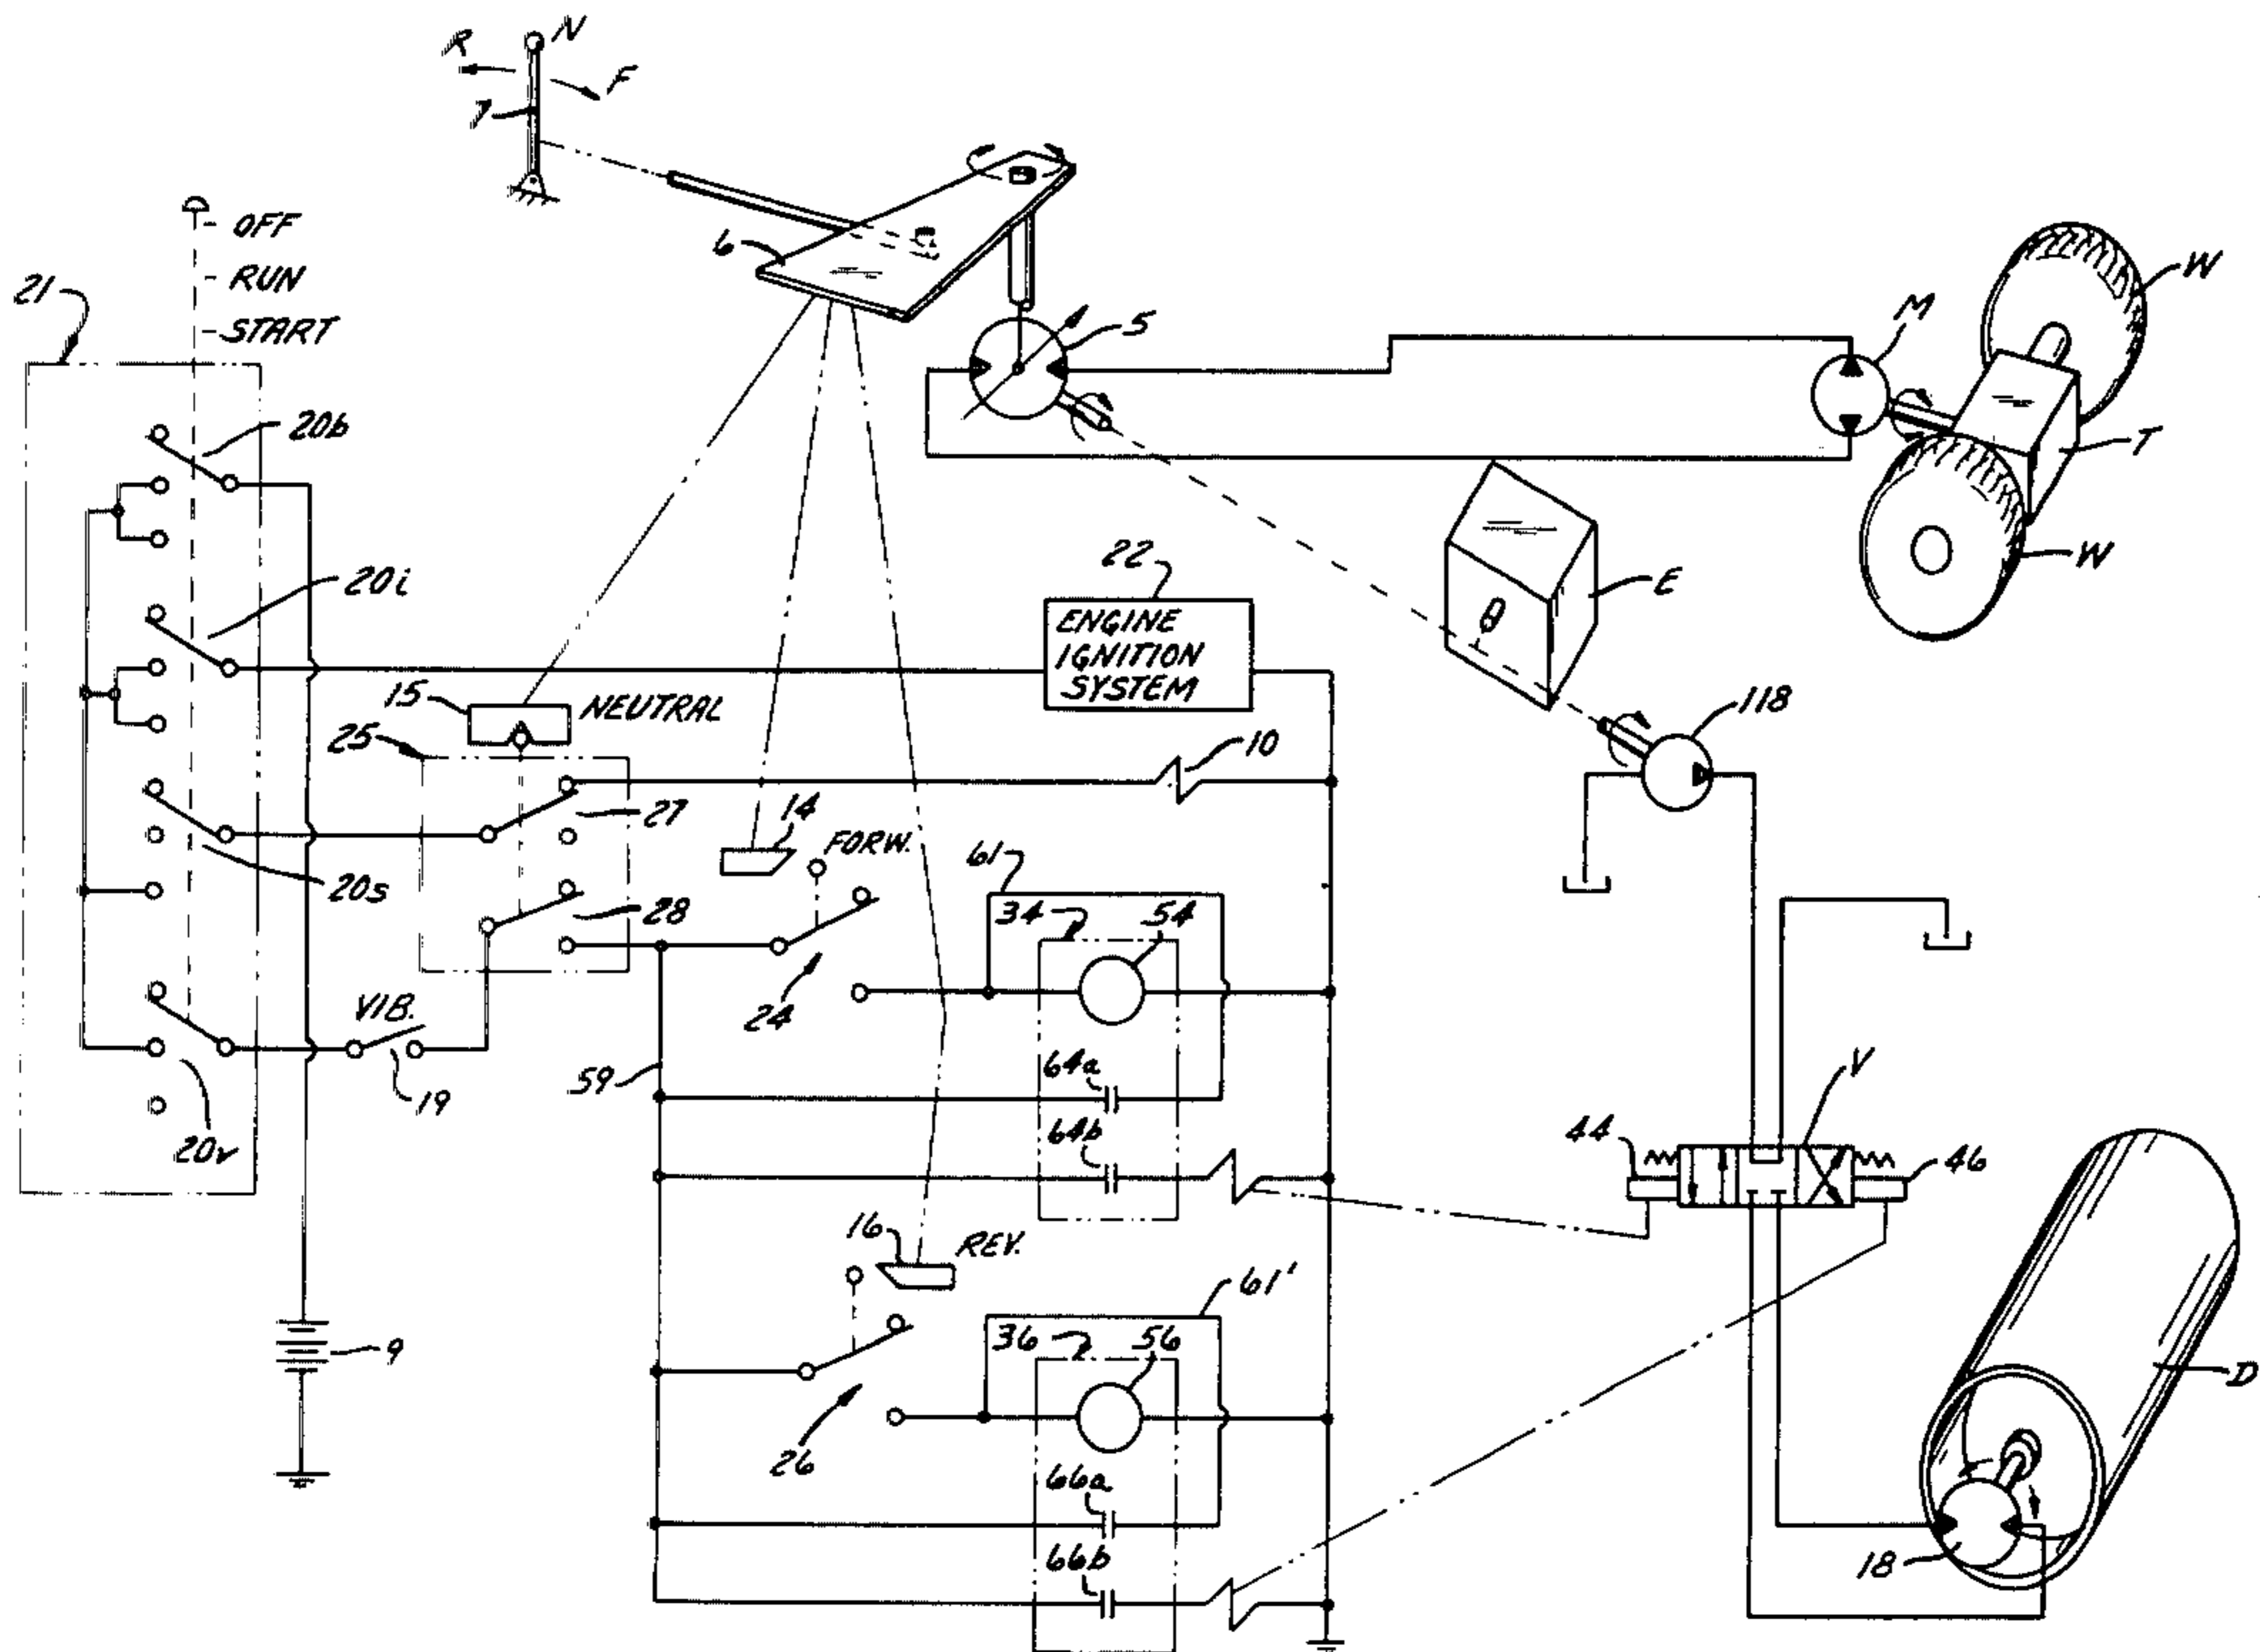 R
N
F
7
OFF
RUN
START
21
6
5
W
M
T
W
20b
20i
22
ENGINE
IGNITION
SYSTEM
E
15
NEUTRAL
25
10
118
27
14
FORW.
61
20s
28
34
54
24
VIB.
19
59
64a
V
64b
44
46
20v
16
REV.
61'
36
56
9
26
D
66a
66b
18